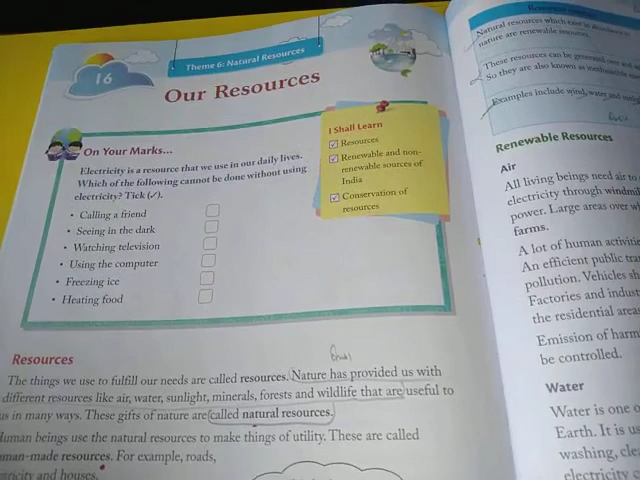 Theme 6: Natural Resources
16
Our Resources
On Your Marks...
Electricity is a resource that we use in our daily lives.
Which of the following cannot be done without using
electricity? Tick (✓).
• Calling a friend
• Seeing in the dark
• Watching television
• Using the computer
• Freezing ice
• Heating food
I Shall Learn
Resources
Renewable and non-
renewable sources of
India
Conservation of
resources
Resources
The things we use to fulfill our needs are called resources. Nature has provided us with
different resources like air, water, sunlight, minerals, forests and wildlife that are useful to
us in many ways. These gifts of nature are called natural resources.
Human beings use the natural resources to make things of utility. These are called
man-made resources. For example, roads,
and houses.
Natural resources which exist in
nature are renewable resources.
These resources can be generated over
So they are also known as inexhaustible
Examples include wind, water and
Renewable Resources
Air
All living beings need air to
electricity through windmill
power. Large areas over wh
farms.
A lot of human activitie
An efficient public tran
pollution. Vehicles sh
Factories and indust
the residential areas
Emission of harm
be controlled.
Water
Water is one o
Earth. It is us
washing, clea
electricity